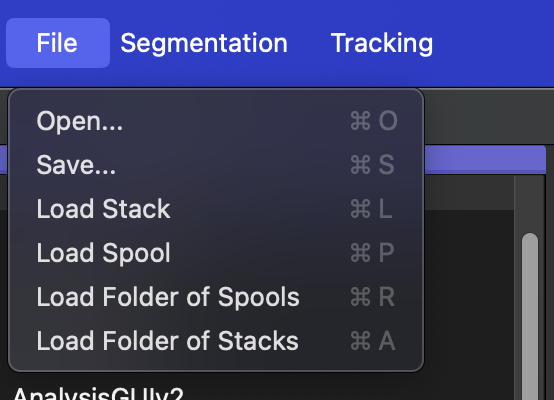 File Segmentation Tracking
Open... ⌘ O
Save... ⌘ S
Load Stack ⌘ L
Load Spool ⌘ P
Load Folder of Spools ⌘ R
Load Folder of Stacks ⌘ A
AnalysisGUIv2